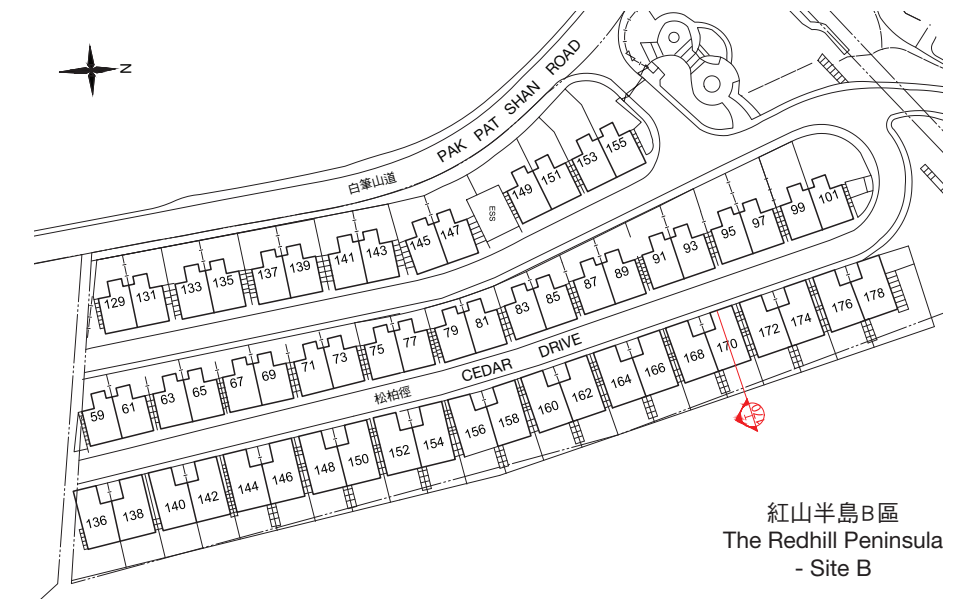 N
PAK PAT SHAN ROAD
白筆山道
ESS
149 151 153 155
129 131 133 135 137 139 141 143 145 147
59 61 63 65 67 69 71 73 75 77 79 81 83 85 87 89 91 93 95 97 99 101
松柏徑 CEDAR DRIVE
136 138 140 142 144 146 148 150 152 154 156 158 160 162 164 166 168 170 172 174 176 178
紅山半島B區
The Redhill Peninsula
- Site B